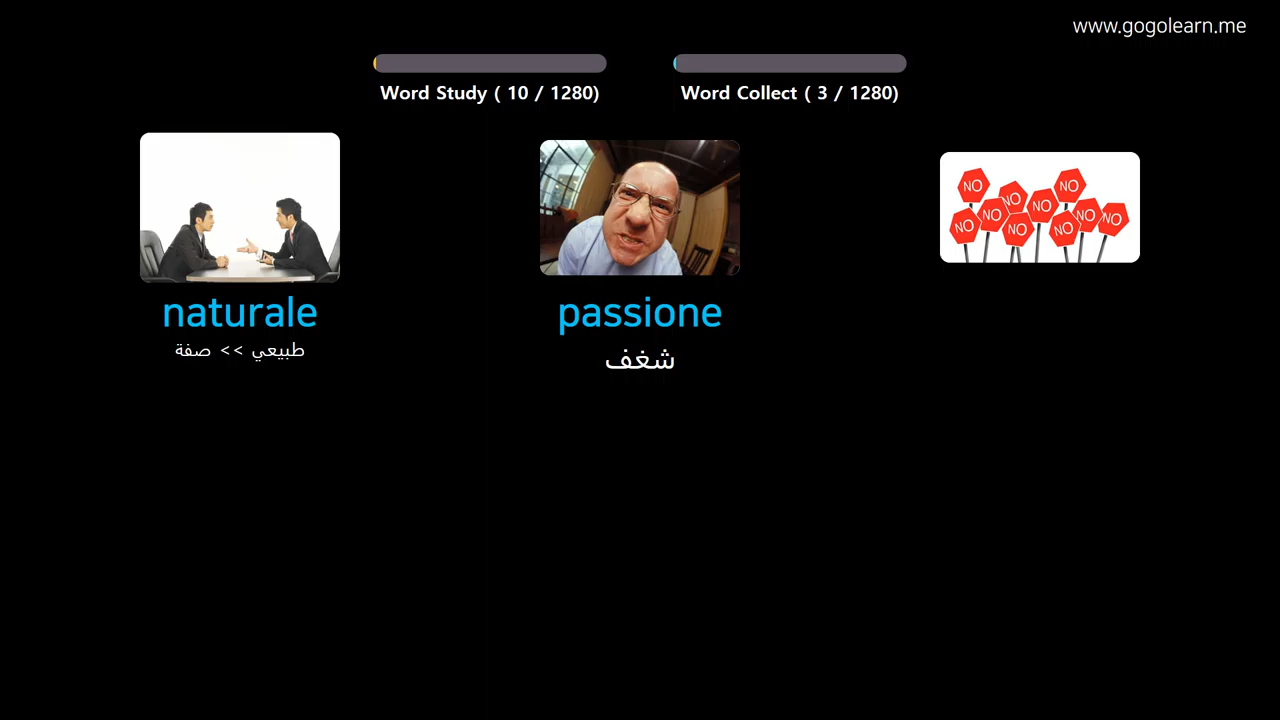 www.gogolearn.me
Word Study ( 10 / 1280)
Word Collect ( 3 / 1280)
NO
NO
NO
NO
NO
NO
NO
NO
NO
NO
naturale
طبيعي >> صفة
passione
شغف